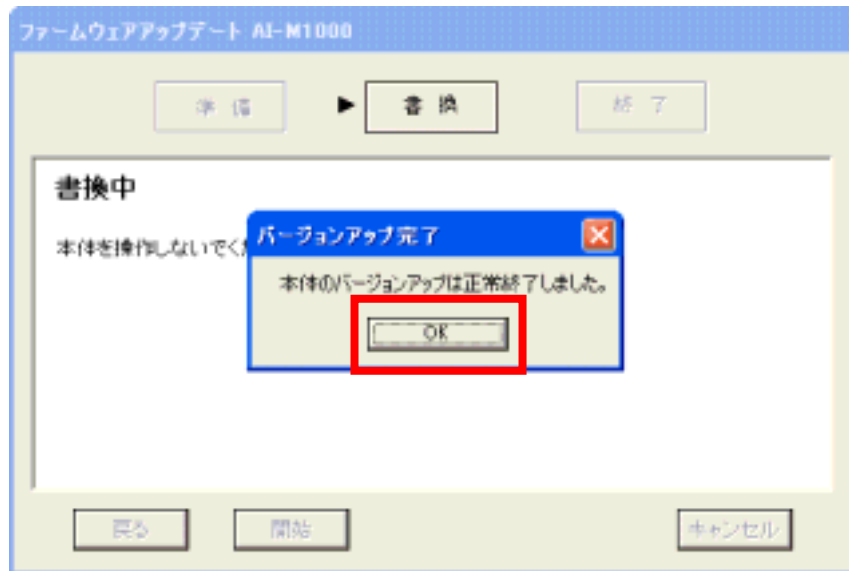 ファームウェアアップデート AI-M1000
準 備
▶ 書 換
終 了
書換中
本体を操作しないでくだ
バージョンアップ完了
本体のバージョンアップは正常終了しました。
OK
戻る
開始
キャンセル